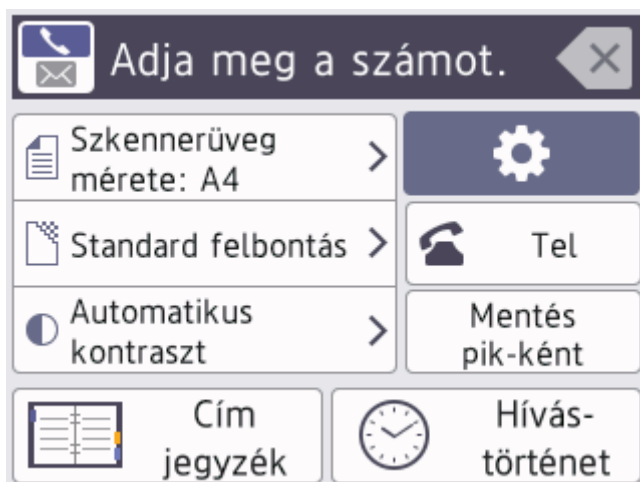 Adja meg a számot.
Szkennerüveg
mérete: A4
Standard felbontás
Tel
Automatikus
kontraszt
Mentés
pik-ként
Cím
jegyzék
Hívás-
történet